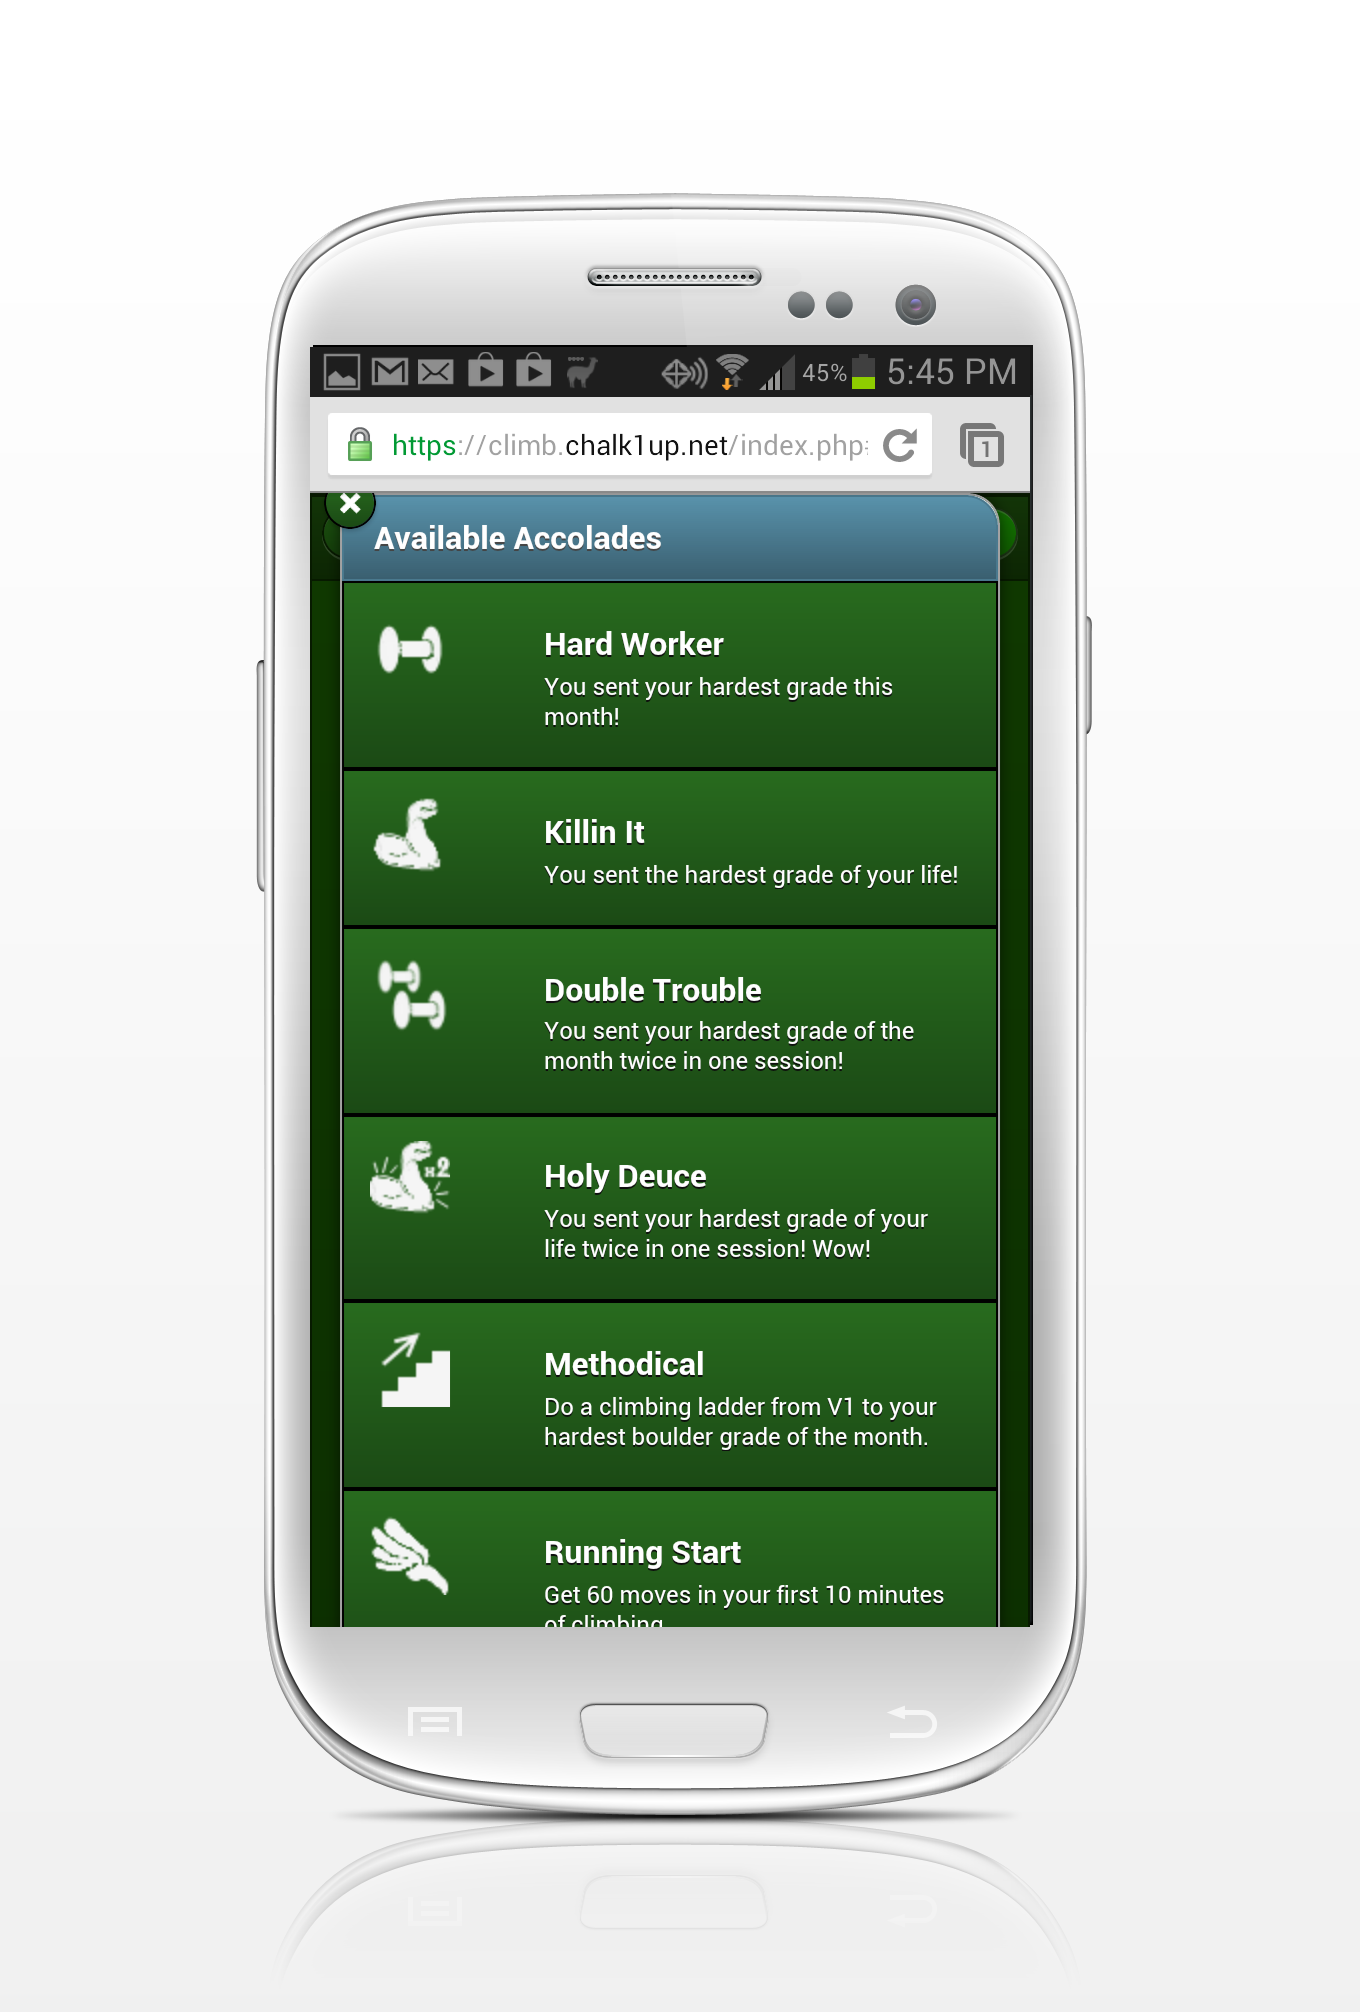 45% 5:45 PM
https://climb.chalk1up.net/index.php
1
Available Accolades
Hard Worker
You sent your hardest grade this
month!
Killin It
You sent the hardest grade of your life!
Double Trouble
You sent your hardest grade of the
month twice in one session!
x2
Holy Deuce
You sent your hardest grade of your
life twice in one session! Wow!
Methodical
Do a climbing ladder from V1 to your
hardest boulder grade of the month.
Running Start
Get 60 moves in your first 10 minutes
of climbing